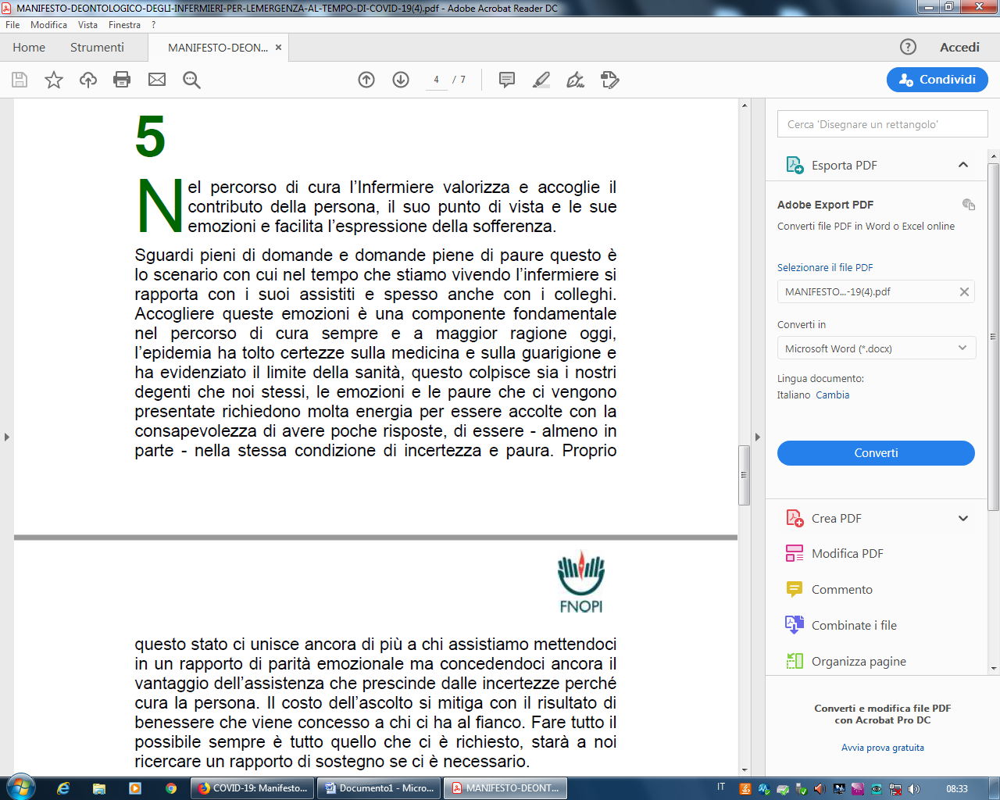 MANIFESTO-DEONTOLOGICO-DEGLI-INFERMIERI-PER-LEMERGENZA-AL-TEMPO-DI-COVID-19(4).pdf - Adobe Acrobat Reader DC
File Modifica Vista Finestra ?
Home Strumenti MANIFESTO-DEON... × Accedi
4 / 7 Condividi
5
Nel percorso di cura l’Infermiere valorizza e accoglie il
contributo della persona, il suo punto di vista e le sue
emozioni e facilita l’espressione della sofferenza.
Sguardi pieni di domande e domande piene di paure questo è
lo scenario con cui nel tempo che stiamo vivendo l’infermiere si
rapporta con i suoi assistiti e spesso anche con i colleghi.
Accogliere queste emozioni è una componente fondamentale
nel percorso di cura sempre e a maggior ragione oggi,
l’epidemia ha tolto certezze sulla medicina e sulla guarigione e
ha evidenziato il limite della sanità, questo colpisce sia i nostri
degenti che noi stessi, le emozioni e le paure che ci vengono
presentate richiedono molta energia per essere accolte con la
consapevolezza di avere poche risposte, di essere - almeno in
parte - nella stessa condizione di incertezza e paura. Proprio
FNOPI
questo stato ci unisce ancora di più a chi assistiamo mettendoci
in un rapporto di parità emozionale ma concedendoci ancora il
vantaggio dell’assistenza che prescinde dalle incertezze perché
cura la persona. Il costo dell’ascolto si mitiga con il risultato di
benessere che viene concesso a chi ci ha al fianco. Fare tutto il
possibile sempre è tutto quello che ci è richiesto, starà a noi
ricercare un rapporto di sostegno se ci è necessario.
Cerca 'Disegnare un rettangolo'
Esporta PDF
Adobe Export PDF
Converti file PDF in Word o Excel online
Selezionare il file PDF
MANIFESTO...-19(4).pdf
Converti in
Microsoft Word (*.docx)
Lingua documento:
Italiano Cambia
Converti
Crea PDF
Modifica PDF
Commento
Combinate i file
Organizza pagine
Converti e modifica file PDF
con Acrobat Pro DC
Avvia prova gratuita
COVID-19: Manifesto... Documento1 - Micro... MANIFESTO-DEONT... IT 08:33